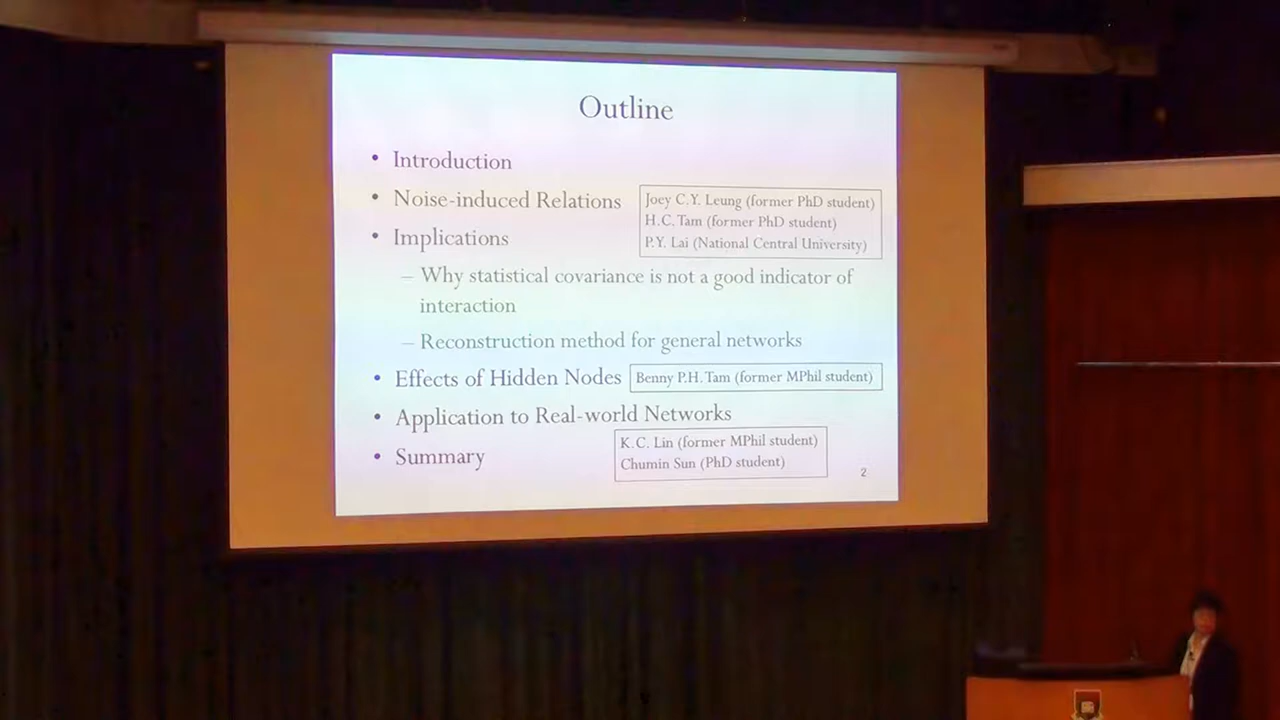 Outline
• Introduction
• Noise-induced Relations
Joey C.Y. Leung (former PhD student)
H.C. Tam (former PhD student)
P.Y. Lai (National Central University)
• Implications
– Why statistical covariance is not a good indicator of
interaction
– Reconstruction method for general networks
• Effects of Hidden Nodes
Benny P.H. Tam (former MPhil student)
• Application to Real-world Networks
K.C. Lin (former MPhil student)
Chumin Sun (PhD student)
• Summary
2